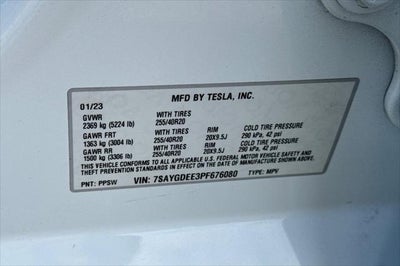 MFD BY TESLA, INC.
01/23
GVWR WITH TIRES
2369 kg (5224 lb) 255/40R20
GAWR FRT WITH TIRES RIM COLD TIRE PRESSURE
1363 kg (3004 lb) 255/40R20 20X9.5J 290 kPa, 42 psi
GAWR RR WITH TIRES RIM COLD TIRE PRESSURE
1500 kg (3306 lb) 255/40R20 20X9.5J 290 kPa, 42 psi
THIS VEHICLE CONFORMS TO ALL APPLICABLE U.S. FEDERAL MOTOR VEHICLE SAFETY AND
THEFT PREVENTION STANDARDS IN EFFECT ON THE DATE OF MANUFACTURE SHOWN ABOVE.
PNT: PPSW VIN: 7SAYGDEE3PF676080 TYPE: MPV